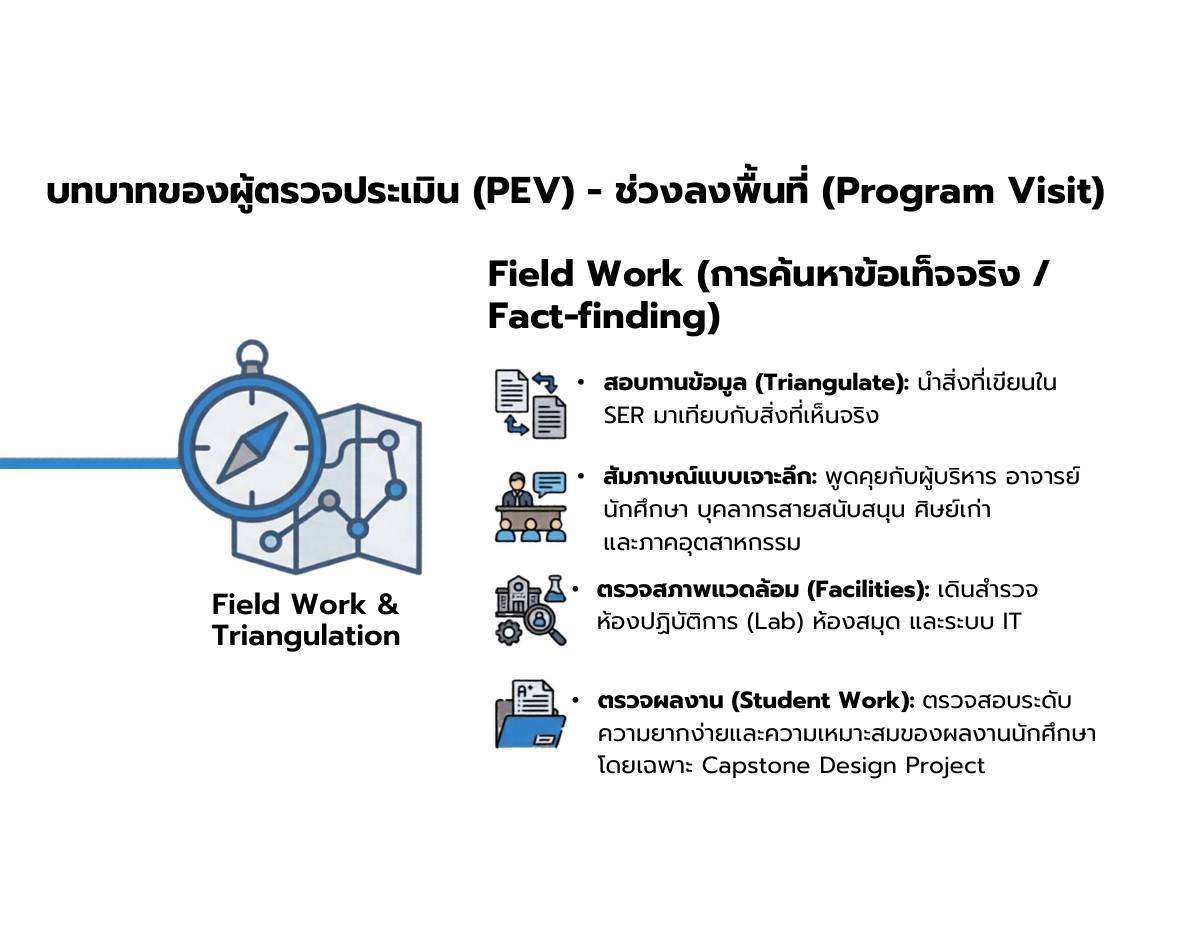 บทบาทของผู้ตรวจประเมิน (PEV) - ช่วงลงพื้นที่ (Program Visit)
Field Work (การค้นหาข้อเท็จจริง /
Fact-finding)
• สอบทานข้อมูล (Triangulate): นำสิ่งที่เขียนใน
SER มาเทียบกับสิ่งที่เห็นจริง
• สัมภาษณ์แบบเจาะลึก: พูดคุยกับผู้บริหาร อาจารย์
นักศึกษา บุคลากรสายสนับสนุน ศิษย์เก่า
และภาคอุตสาหกรรม
• ตรวจสภาพแวดล้อม (Facilities): เดินสำรวจ
ห้องปฏิบัติการ (Lab) ห้องสมุด และระบบ IT
A+
• ตรวจผลงาน (Student Work): ตรวจสอบระดับ
ความยากง่ายและความเหมาะสมของผลงานนักศึกษา
โดยเฉพาะ Capstone Design Project
Field Work &
Triangulation